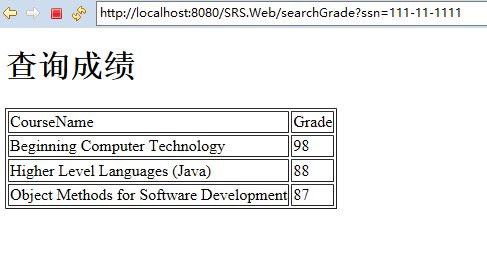 http://localhost:8080/SRS.Web/searchGrade?ssn=111-11-1111
查询成绩
CourseName Grade
Beginning Computer Technology 98
Higher Level Languages (Java) 88
Object Methods for Software Development 87